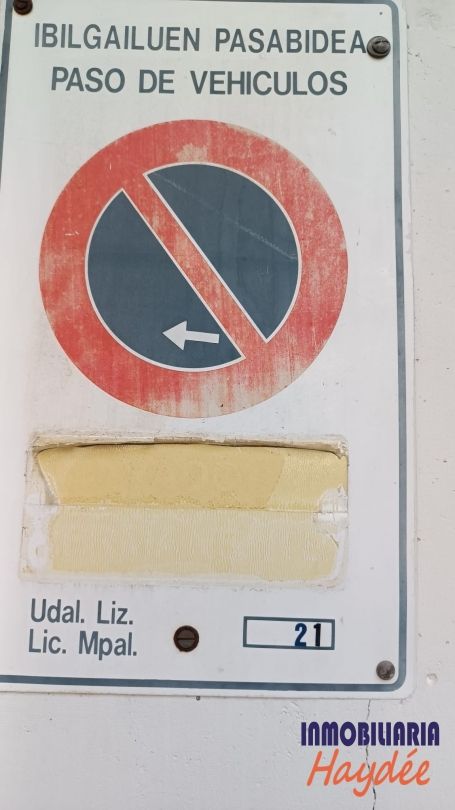 IBILGAILUEN PASABIDEA
PASO DE VEHICULOS
Udal. Liz.
Lic. Mpal.
21
INMOBILIARIA
Haydée